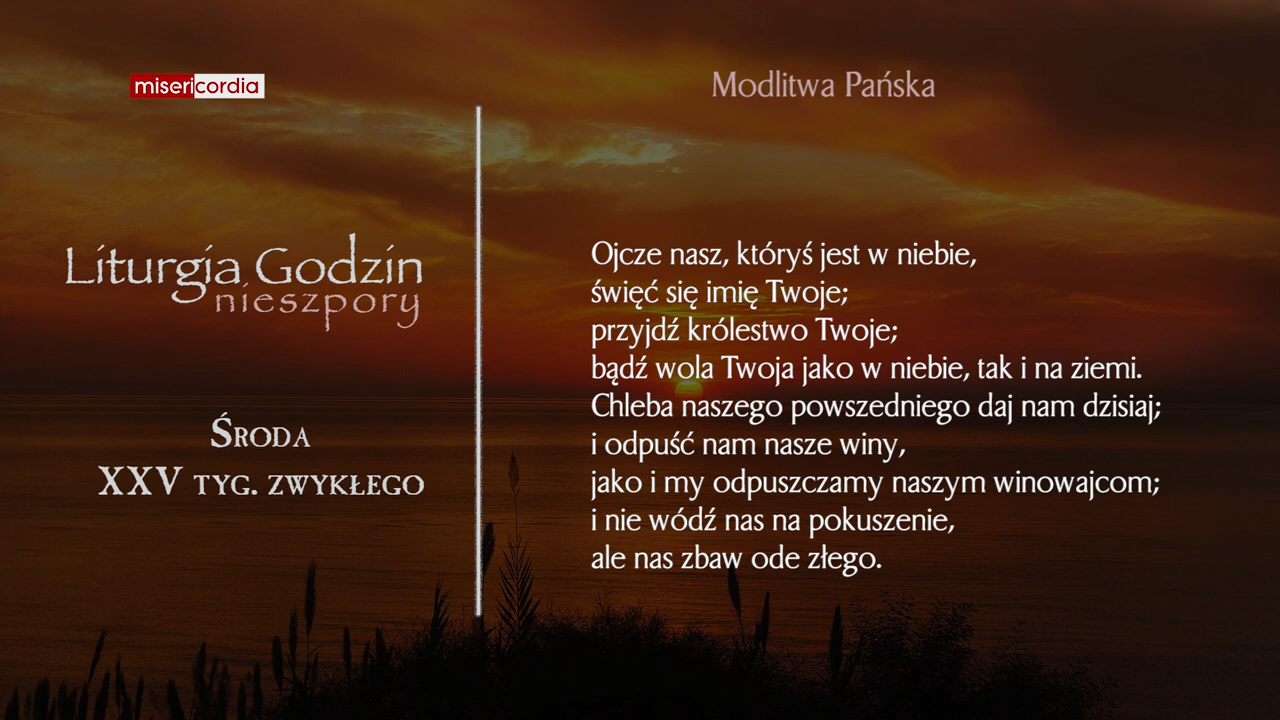 misericordia
Liturgia Godzin
nieszpory
Środa
XXV tyg. zwykłego
Modlitwa Pańska
Ojcze nasz, któryś jest w niebie,
święć się imię Twoje;
przyjdź królestwo Twoje;
bądź wola Twoja jako w niebie, tak i na ziemi.
Chleba naszego powszedniego daj nam dzisiaj;
i odpuść nam nasze winy,
jako i my odpuszczamy naszym winowajcom;
i nie wódź nas na pokuszenie,
ale nas zbaw ode złego.